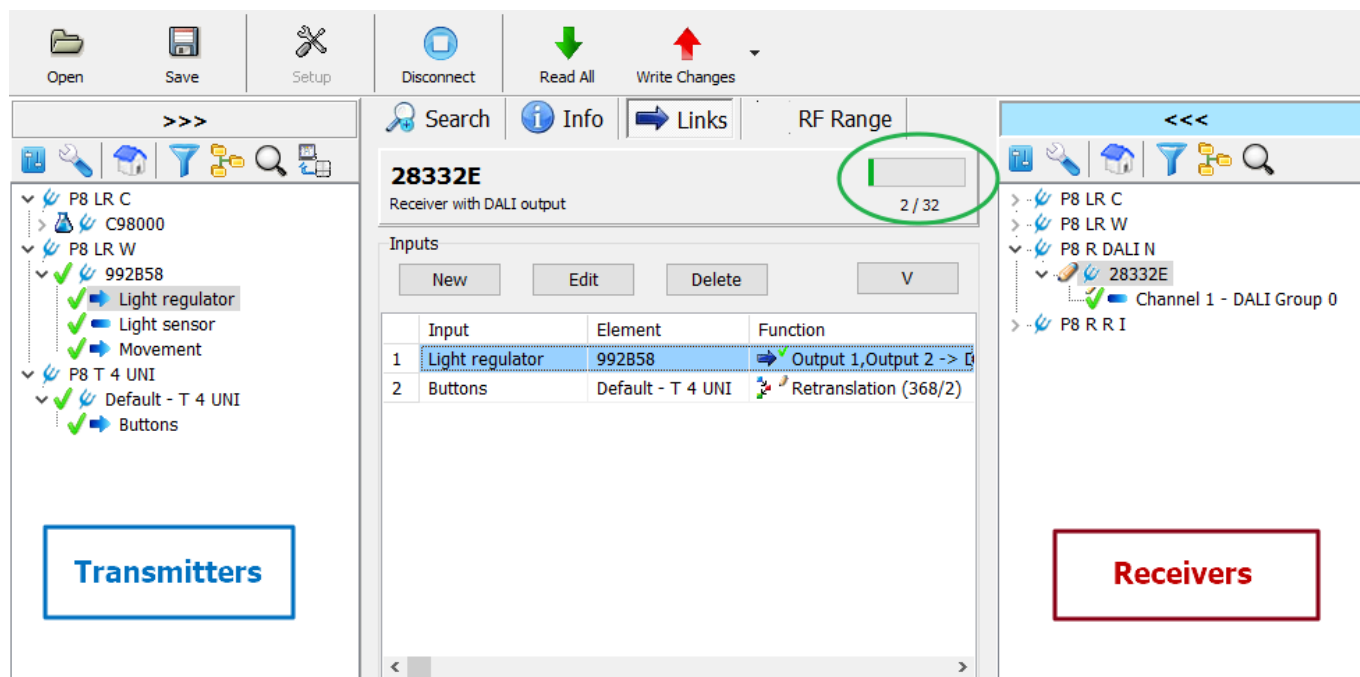 Open Save Setup Disconnect Read All Write Changes
>>>
P8 LR C
C98000
P8 LR W
992B58
Light regulator
Light sensor
Movement
P8 T 4 UNI
Default - T 4 UNI
Buttons
Transmitters
Search Info Links RF Range
28332E
Receiver with DALI output
2 / 32
Inputs
New Edit Delete V
Input Element Function
1 Light regulator 992B58 Output 1,Output 2 ->
2 Buttons Default - T 4 UNI Retranslation (368/2)
<<<
P8 LR C
P8 LR W
P8 R DALI N
28332E
Channel 1 - DALI Group 0
P8 R R I
Receivers